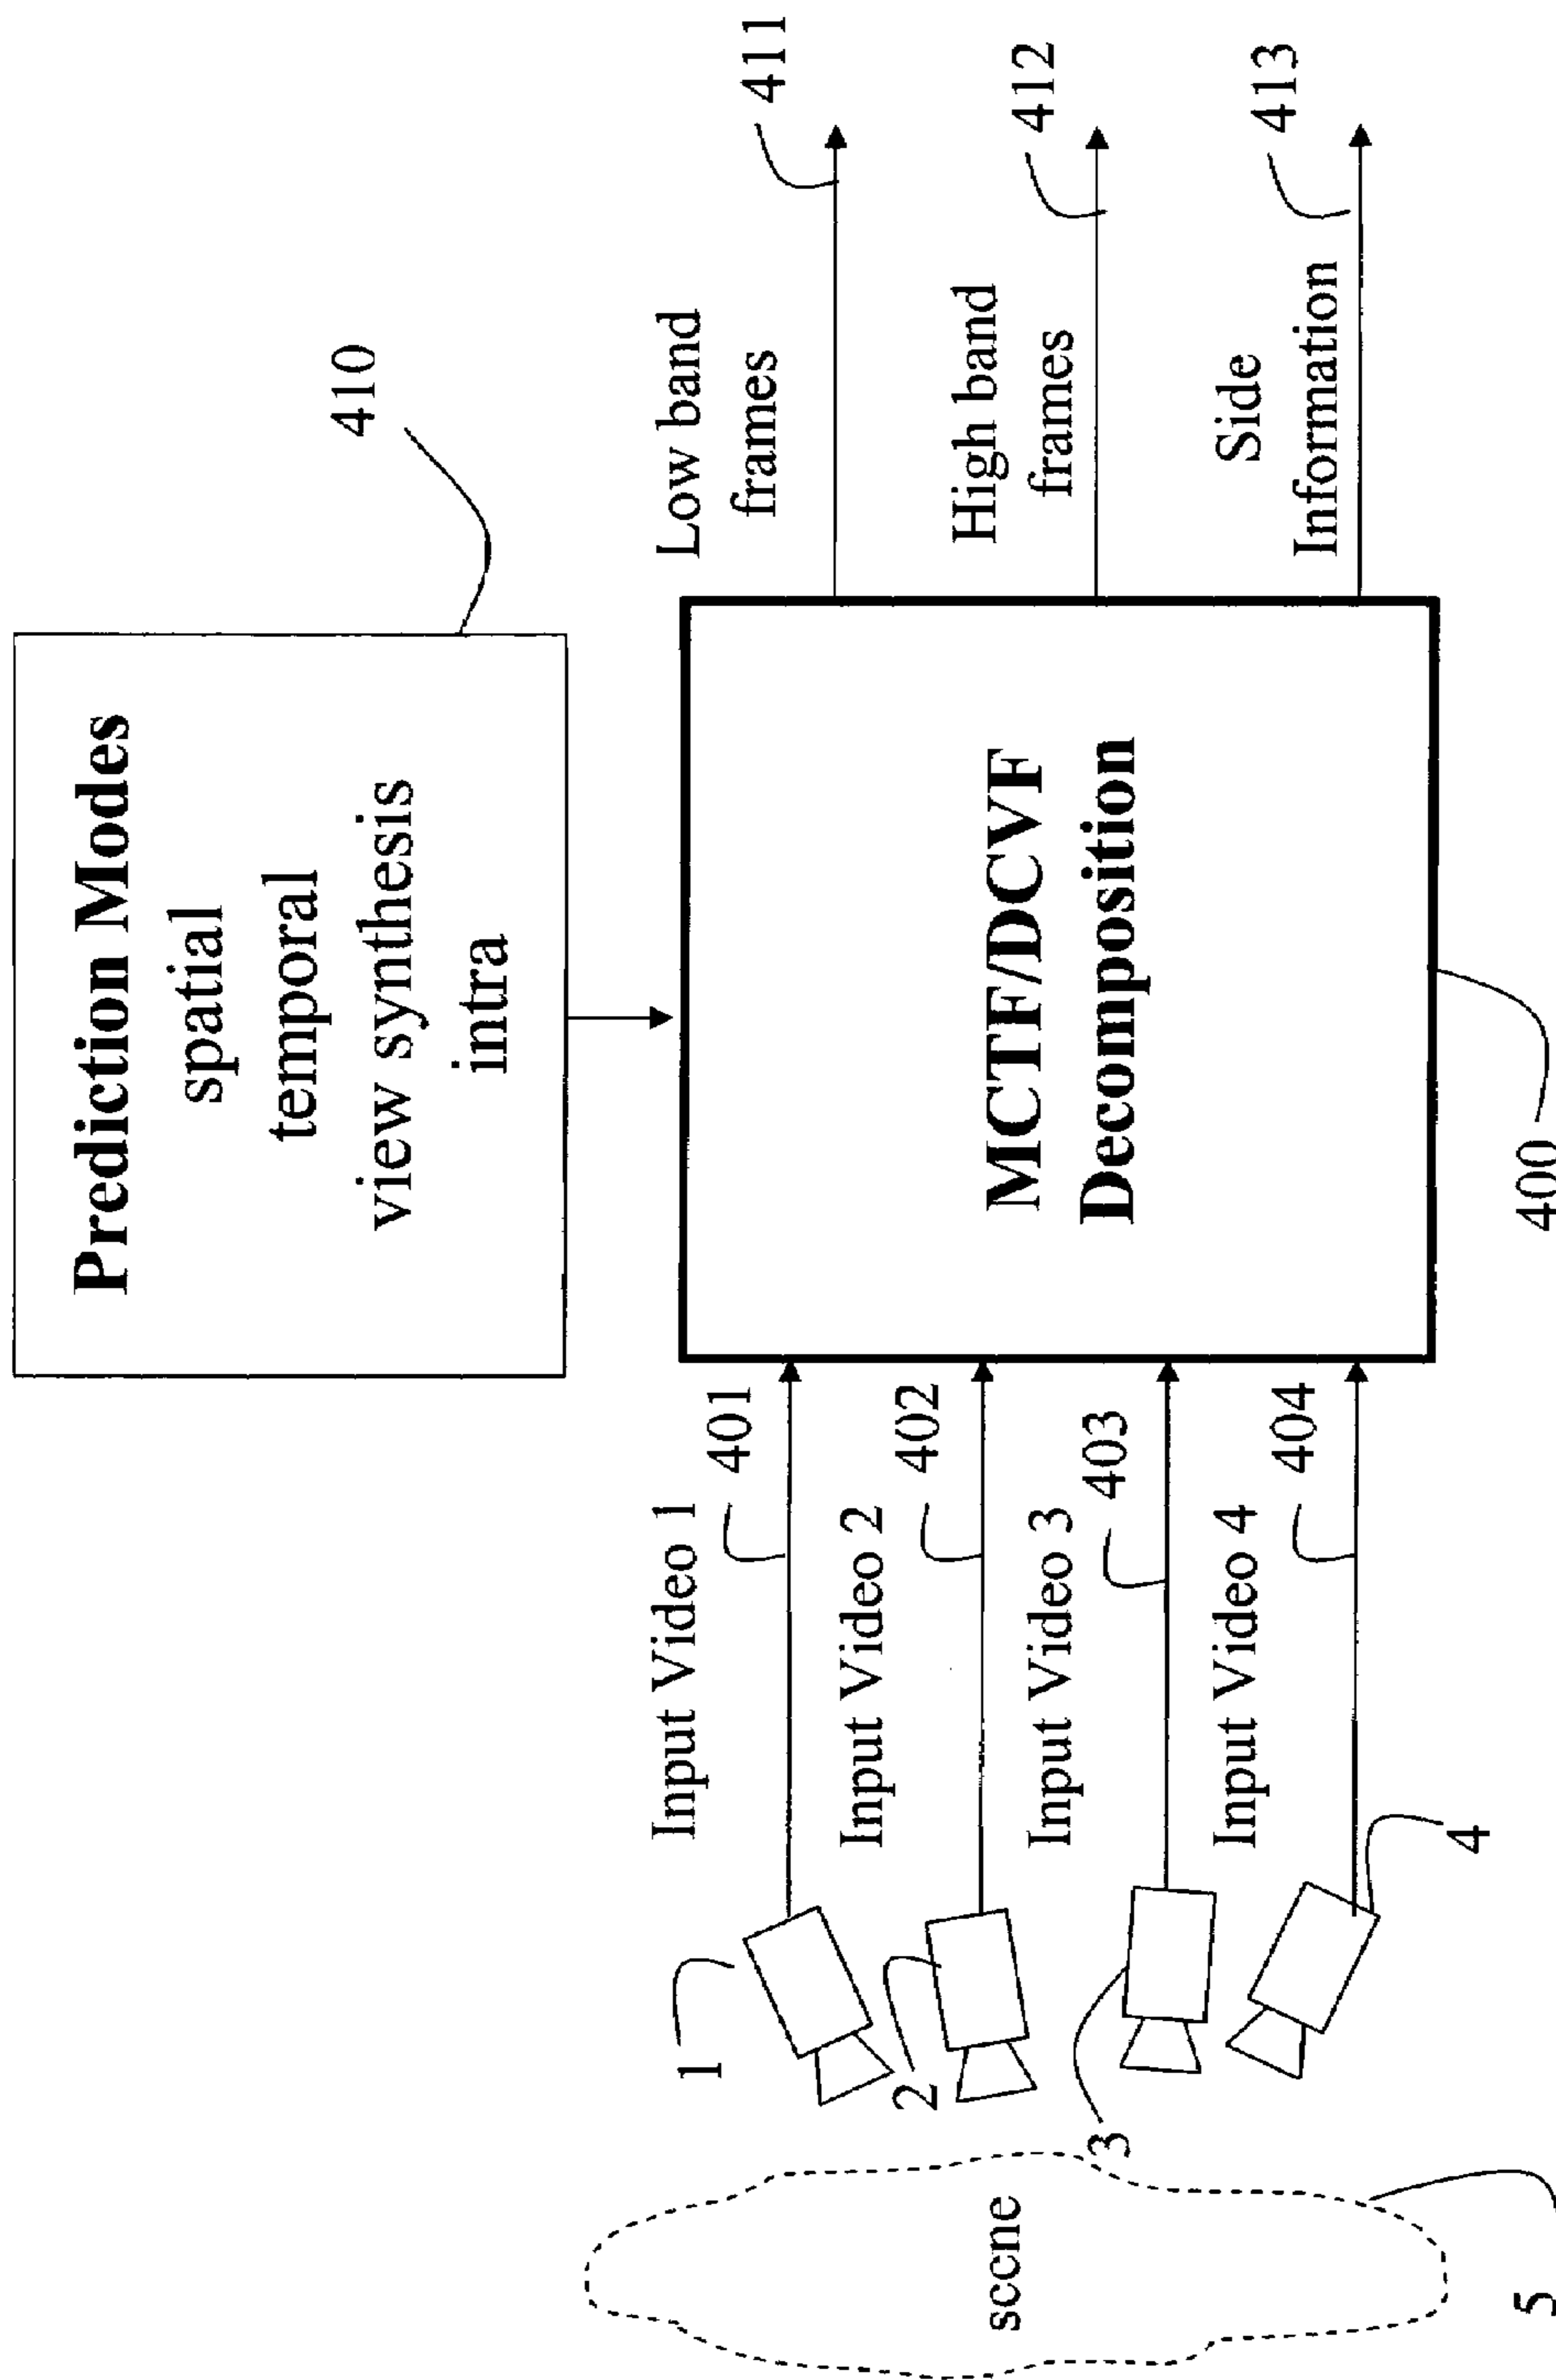 Prediction Modes
spatial
temporal
view synthesis
intra
410
Input Video 1
401
Input Video 2
402
Input Video 3
403
Input Video 4
404
1
2
3
4
sccne
5
MCTF/DCVF
Decomposition
400
Low band
frames
411
High band
frames
412
Side
Information
413